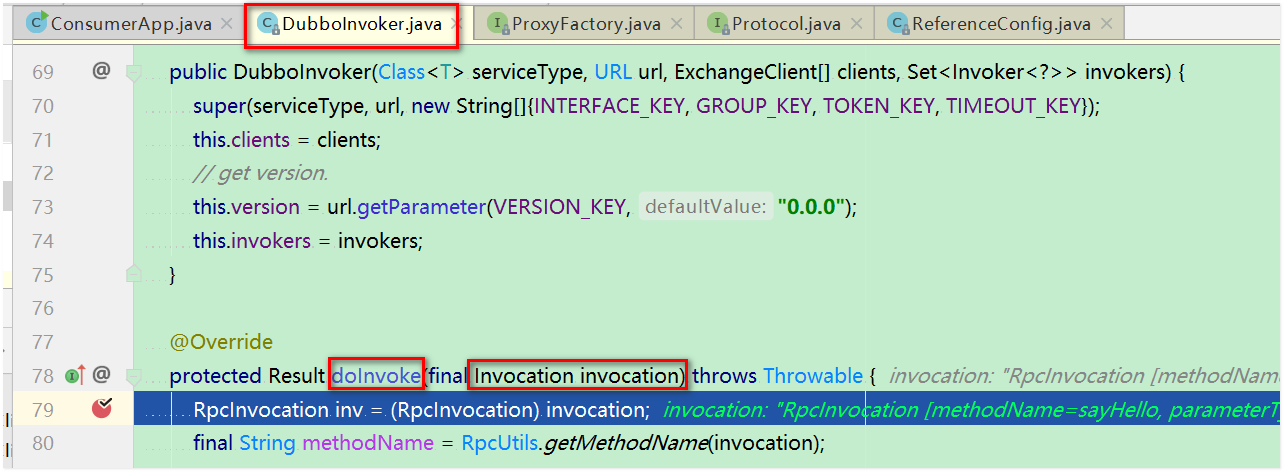 ConsumerApp.java DubboInvoker.java ProxyFactory.java Protocol.java ReferenceConfig.java
69 @ public DubboInvoker(Class<T> serviceType, URL url, ExchangeClient[] clients, Set<Invoker<?>> invokers) {
70 super(serviceType, url, new String[]{INTERFACE_KEY, GROUP_KEY, TOKEN_KEY, TIMEOUT_KEY});
71 this.clients = clients;
72 // get version.
73 this.version = url.getParameter(VERSION_KEY, defaultValue: "0.0.0");
74 this.invokers = invokers;
75 }
76
77 @Override
78 @ protected Result doInvoke(final Invocation invocation) throws Throwable { invocation: "RpcInvocation [methodNam
79 RpcInvocation inv = (RpcInvocation) invocation; invocation: "RpcInvocation [methodName=sayHello, parameterT
80 final String methodName = RpcUtils.getMethodName(invocation);